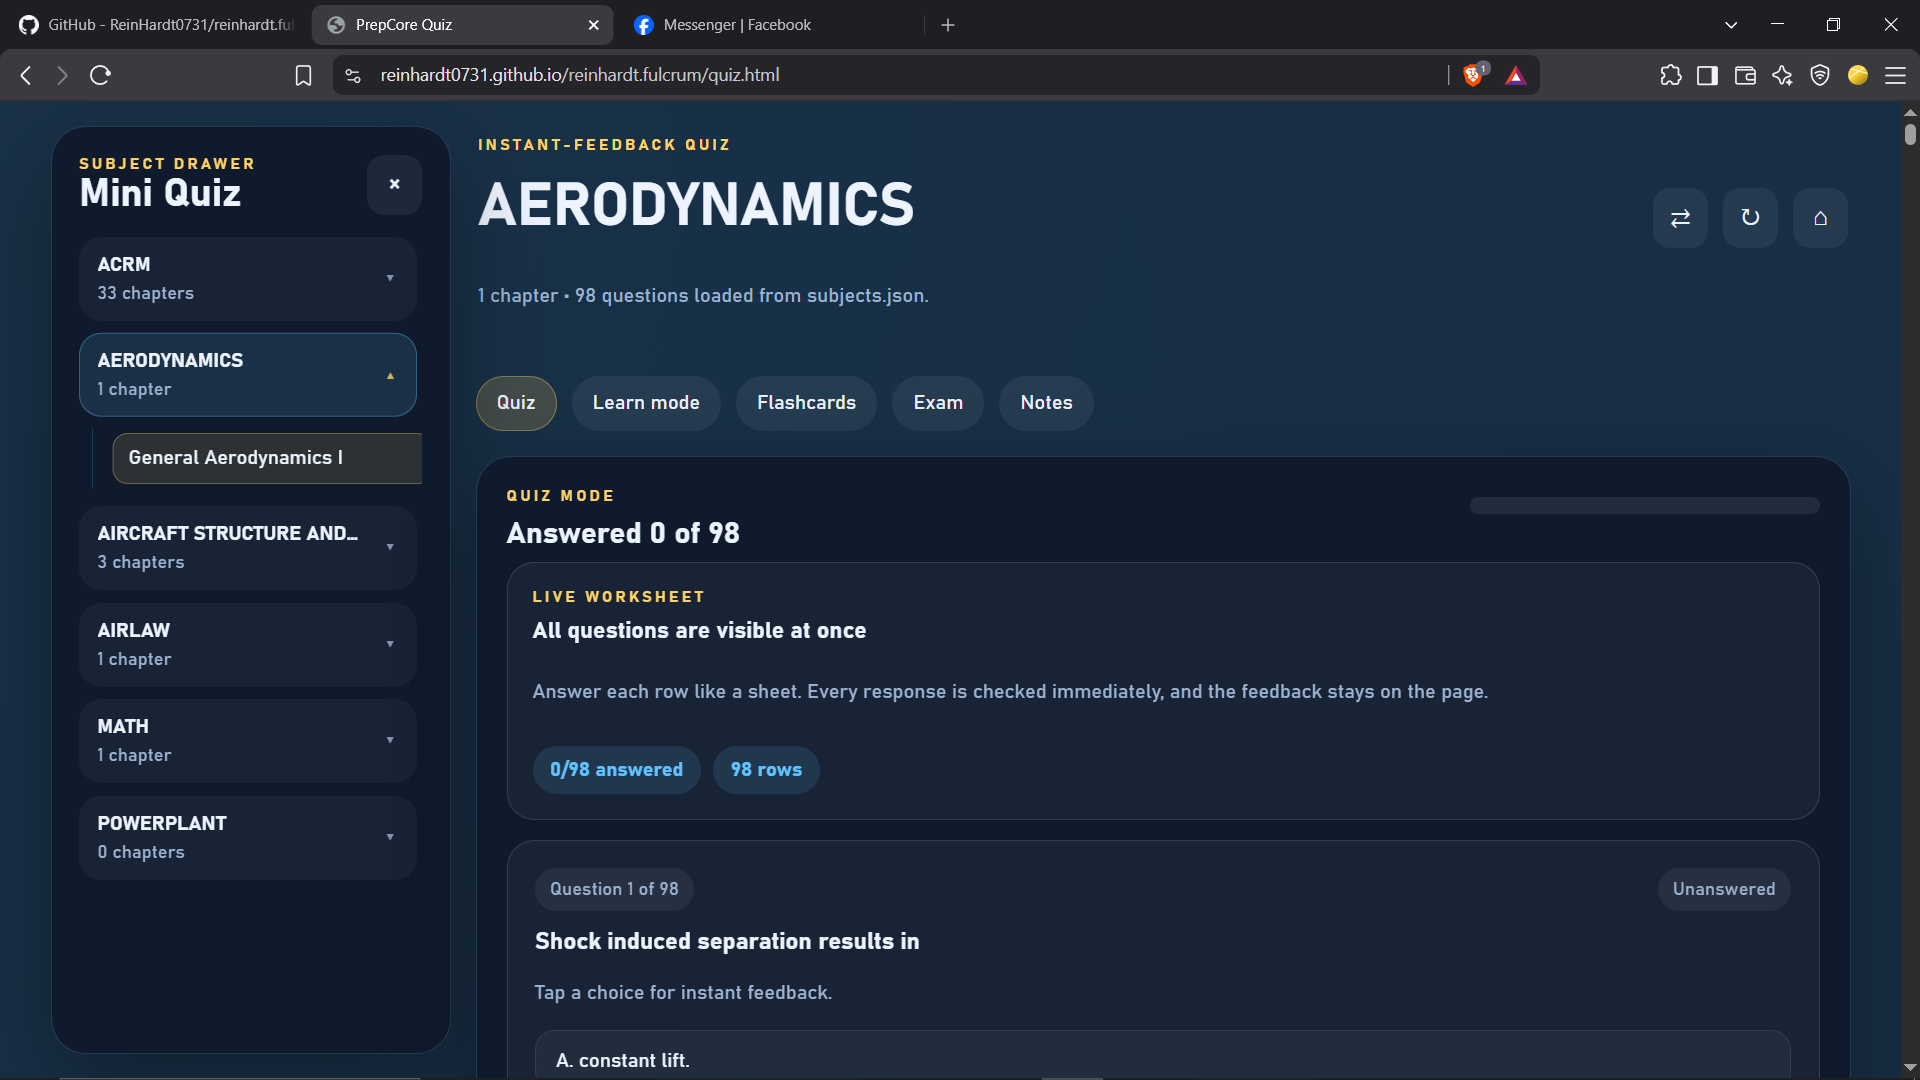 GitHub - ReinHardt0731/reinhardt.ful
PrepCore Quiz
Messenger | Facebook
reinhardt0731.github.io/reinhardt.fulcrum/quiz.html
1
SUBJECT DRAWER
Mini Quiz
ACRM
33 chapters
AERODYNAMICS
1 chapter
General Aerodynamics I
AIRCRAFT STRUCTURE AND...
3 chapters
AIRLAW
1 chapter
MATH
1 chapter
POWERPLANT
0 chapters
INSTANT-FEEDBACK QUIZ
AERODYNAMICS
1 chapter • 98 questions loaded from subjects.json.
Quiz
Learn mode
Flashcards
Exam
Notes
QUIZ MODE
Answered 0 of 98
LIVE WORKSHEET
All questions are visible at once
Answer each row like a sheet. Every response is checked immediately, and the feedback stays on the page.
0/98 answered
98 rows
Question 1 of 98
Unanswered
Shock induced separation results in
Tap a choice for instant feedback.
A. constant lift.